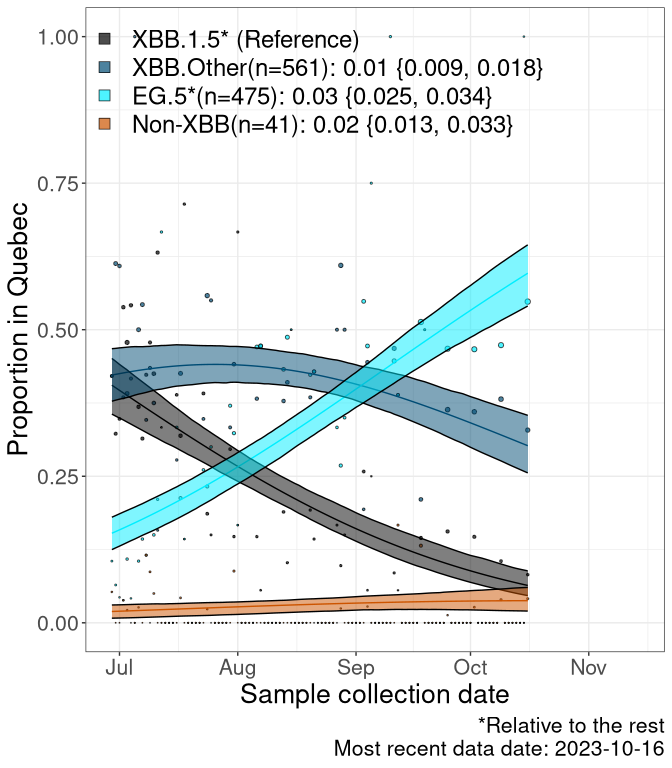 XBB.1.5* (Reference)
XBB.Other(n=561): 0.01 {0.009, 0.018}
EG.5*(n=475): 0.03 {0.025, 0.034}
Non-XBB(n=41): 0.02 {0.013, 0.033}
1.00
0.75
0.50
0.25
0.00
Proportion in Quebec
Jul Aug Sep Oct Nov
Sample collection date
*Relative to the rest
Most recent data date: 2023-10-16